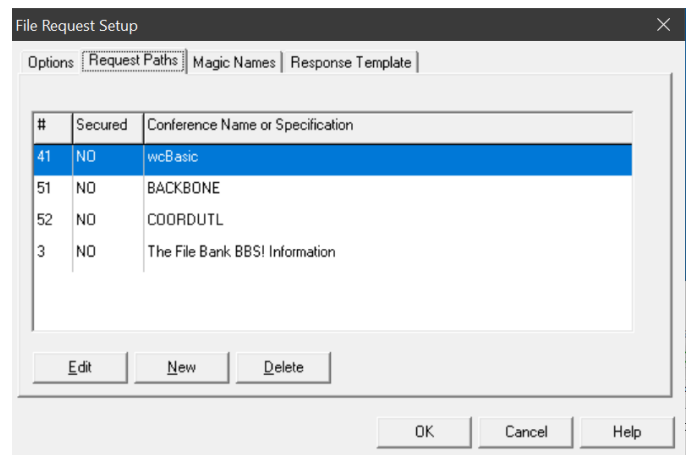 File Request Setup
Options Request Paths Magic Names Response Template
# Secured Conference Name or Specification
41 NO wcBasic
51 NO BACKBONE
52 NO COORDUTL
3 NO The File Bank BBS! Information
Edit New Delete
OK Cancel Help